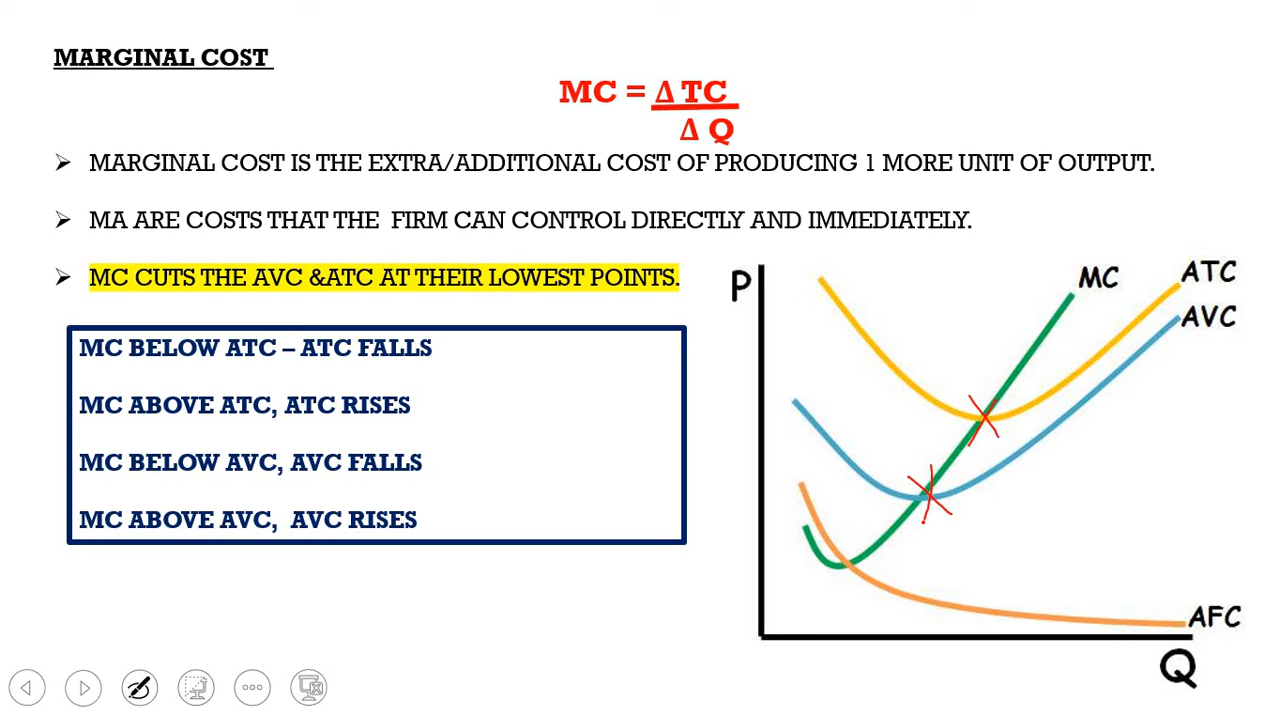 MARGINAL COST
MC = Δ TC
Δ Q
➢ MARGINAL COST IS THE EXTRA/ADDITIONAL COST OF PRODUCING 1 MORE UNIT OF OUTPUT.
➢ MA ARE COSTS THAT THE FIRM CAN CONTROL DIRECTLY AND IMMEDIATELY.
➢ MC CUTS THE AVC &ATC AT THEIR LOWEST POINTS.
MC BELOW ATC – ATC FALLS
MC ABOVE ATC, ATC RISES
MC BELOW AVC, AVC FALLS
MC ABOVE AVC, AVC RISES
P
MC
ATC
AVC
AFC
Q